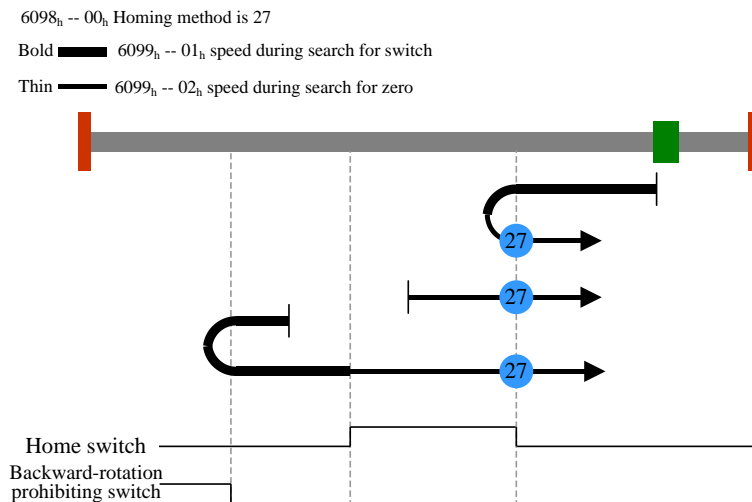 6098h -- 00h Homing method is 27
Bold 6099h -- 01h speed during search for switch
Thin 6099h -- 02h speed during search for zero
27
27
27
Home switch
Backward-rotation
prohibiting switch